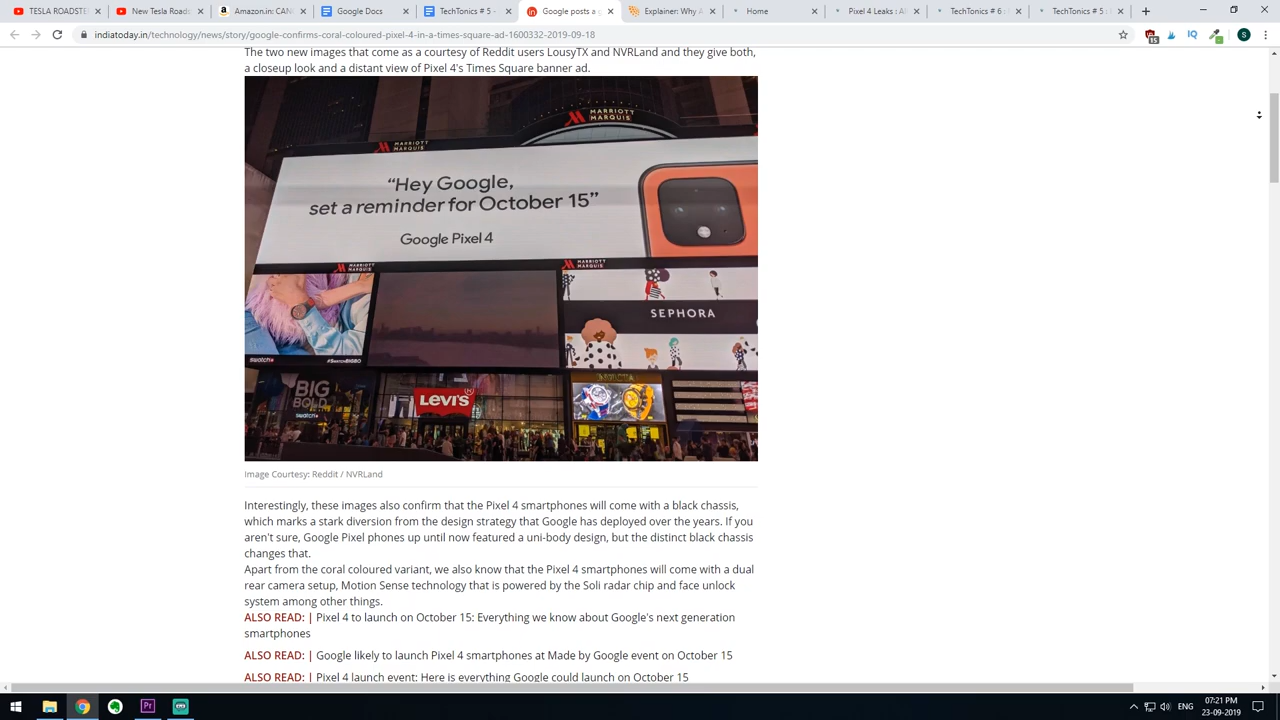 TESLA ROADSTE
New Tesla Roads
Amazon.in: CAN
Google Docs
TechTonics # 5 -
Google posts a g
Explainer: Why A
Home
Pixel 4 Leaks : Al
TechTonics # 6 :
TechTonics # 5 :
indiatoday.in/technology/news/story/google-confirms-coral-coloured-pixel-4-in-a-times-square-ad-1600332-2019-09-18
15
IQ
S
The two new images that come as a courtesy of Reddit users LousyTX and NVRLand and they give both,
a closeup look and a distant view of Pixel 4's Times Square banner ad.
MARRIOTT
MARQUIS
MARRIOTT
MARQUIS
“Hey Google,
set a reminder for October 15”
Google Pixel 4
MARRIOTT
MARQUIS
MARRIOTT
MARQUIS
SEPHORA
swatch
#SWATCHBIGBOLD
BIG
BOLD
swatch
LEVI'S
INVICTA
Image Courtesy: Reddit / NVRLand
Interestingly, these images also confirm that the Pixel 4 smartphones will come with a black chassis,
which marks a stark diversion from the design strategy that Google has deployed over the years. If you
aren't sure, Google Pixel phones up until now featured a uni-body design, but the distinct black chassis
changes that.
Apart from the coral coloured variant, we also know that the Pixel 4 smartphones will come with a dual
rear camera setup, Motion Sense technology that is powered by the Soli radar chip and face unlock
system among other things.
ALSO READ: | Pixel 4 to launch on October 15: Everything we know about Google's next generation
smartphones
ALSO READ: | Google likely to launch Pixel 4 smartphones at Made by Google event on October 15
ALSO READ: | Pixel 4 launch event: Here is everything Google could launch on October 15
Pr
ENG
07:21 PM
23-09-2019